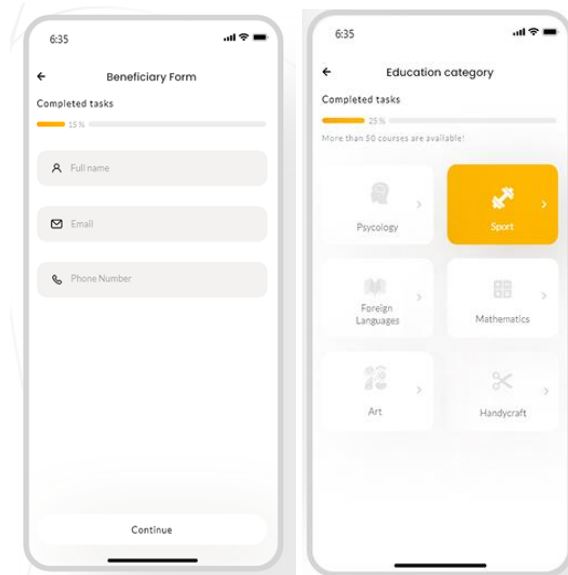 6:35
Beneficiary Form
Completed tasks
15 %
Full name
Email
Phone Number
Continue
6:35
Education category
Completed tasks
25 %
More than 50 courses are available!
Psycology
Sport
Foreign
Languages
Mathematics
Art
Handycraft